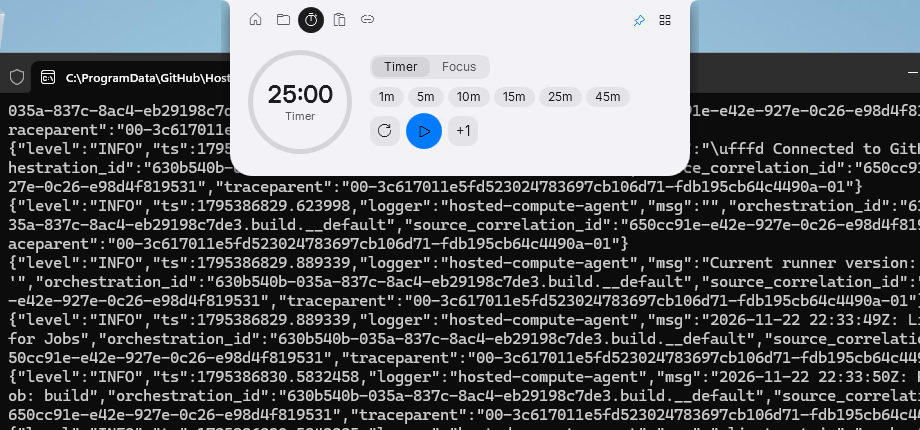 C:\ProgramData\GitHub\Host
25:00
Timer
Timer Focus
1m 5m 10m 15m 25m 45m
+1
035a-837c-8ac4-eb29198c7d
91e-e42e-927e-0c26-e98d4f81
raceparent":"00-3c617011e
{"level":"INFO","ts":1795 :"\ufffd Connected to GitH
hestration_id":"630b540b- ce_correlation_id":"650cc
27e-0c26-e98d4f819531","traceparent":"00-3c617011e5fd523024783697cb106d71-fdb195cb64c4490a-01"}
{"level":"INFO","ts":1795386829.623998,"logger":"hosted-compute-agent","msg":"","orchestration_id":"63
35a-837c-8ac4-eb29198c7de3.build.__default","source_correlation_id":"650cc91e-e42e-927e-0c26-e98d4f819
aceparent":"00-3c617011e5fd523024783697cb106d71-fdb195cb64c4490a-01"}
{"level":"INFO","ts":1795386829.889339,"logger":"hosted-compute-agent","msg":"Current runner version:
'","orchestration_id":"630b540b-035a-837c-8ac4-eb29198c7de3.build.__default","source_correlation_id":"
-e42e-927e-0c26-e98d4f819531","traceparent":"00-3c617011e5fd523024783697cb106d71-fdb195cb64c4490a-01"
{"level":"INFO","ts":1795386829.889339,"logger":"hosted-compute-agent","msg":"2026-11-22 22:33:49Z: Li
for Jobs","orchestration_id":"630b540b-035a-837c-8ac4-eb29198c7de3.build.__default","source_correlatio
50cc91e-e42e-927e-0c26-e98d4f819531","traceparent":"00-3c617011e5fd523024783697cb106d71-fdb195cb64c449
{"level":"INFO","ts":1795386830.5832458,"logger":"hosted-compute-agent","msg":"2026-11-22 22:33:50Z:
ob: build","orchestration_id":"630b540b-035a-837c-8ac4-eb29198c7de3.build.__default","source_correlati
650cc91e-e42e-927e-0c26-e98d4f819531","traceparent":"00-3c617011e5fd523024783697cb106d71-fdb195cb64c44